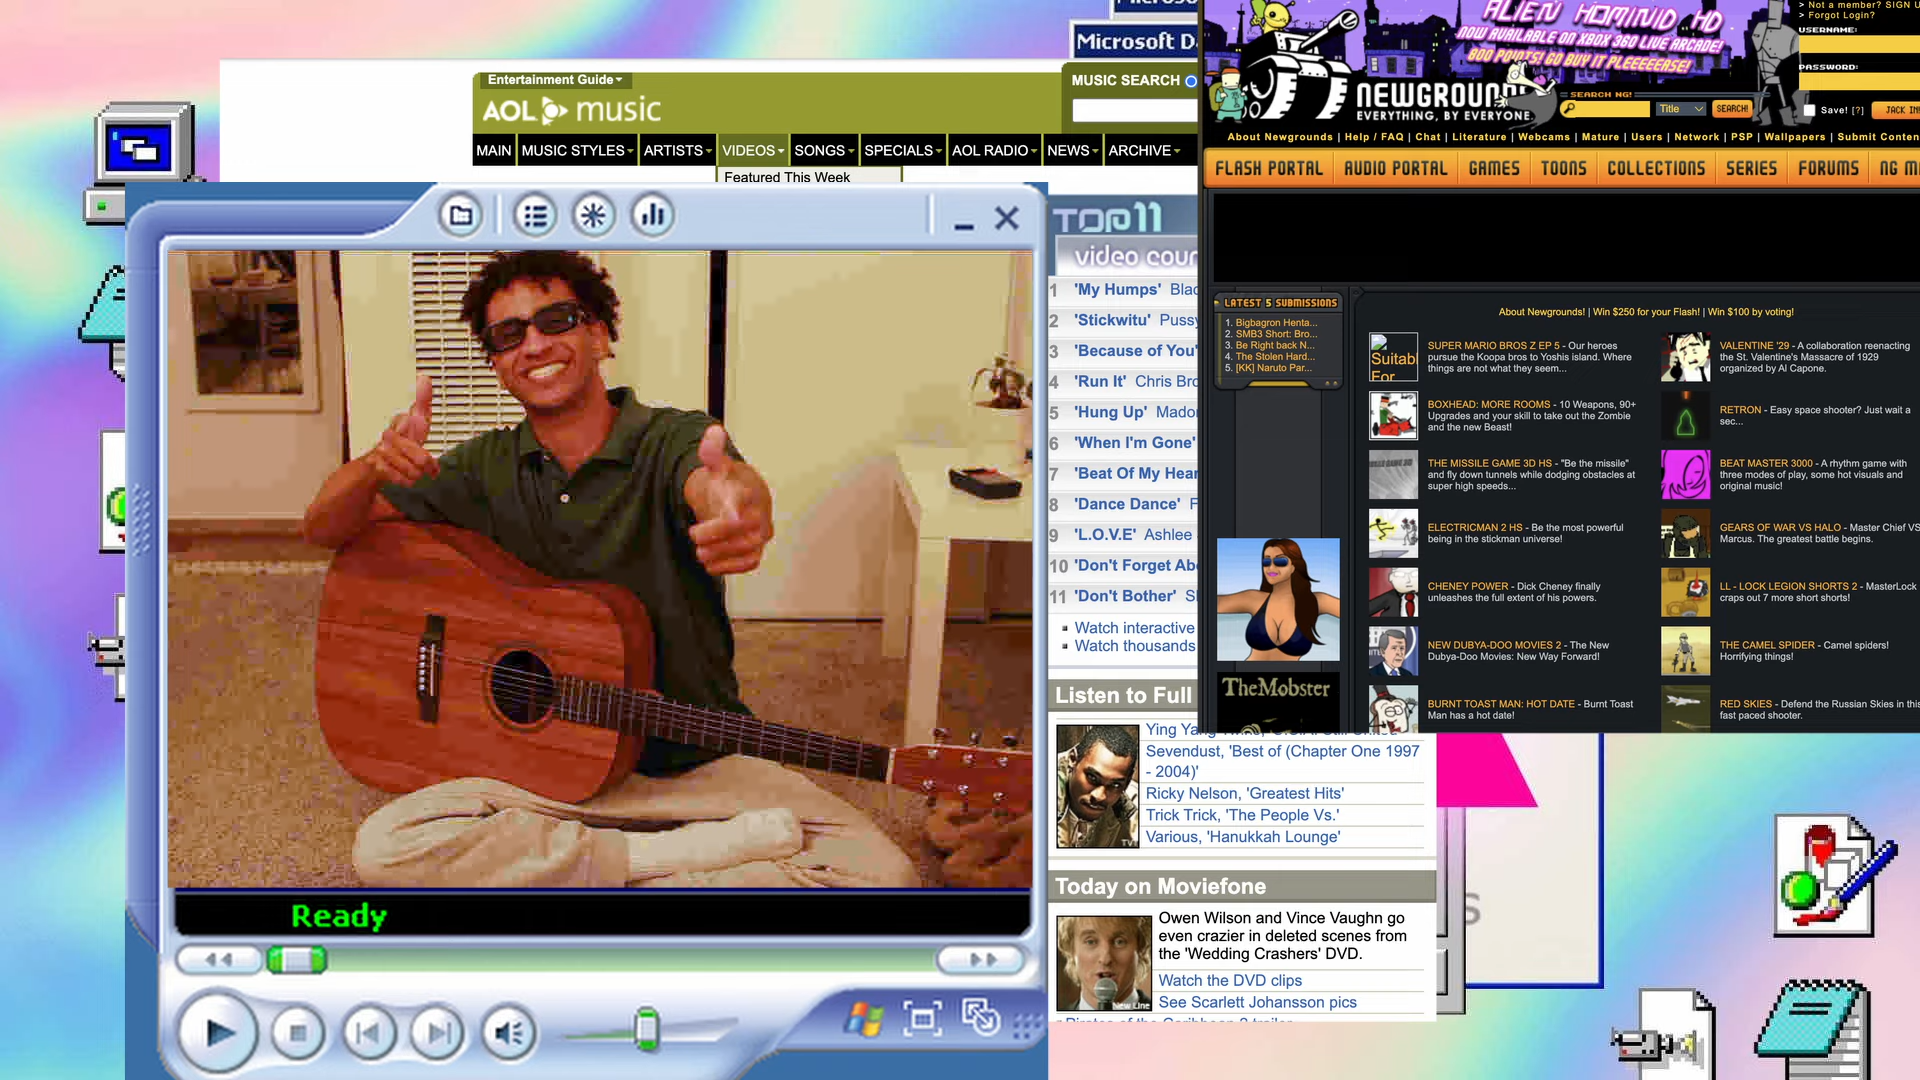 Microsoft D
Entertainment Guide
AOL music
MUSIC SEARCH
MAIN
MUSIC STYLES
ARTISTS
VIDEOS
SONGS
SPECIALS
AOL RADIO
NEWS
ARCHIVE
Featured This Week
TOP 11
video cour
1 'My Humps' Blac
2 'Stickwitu' Pussy
3 'Because of You'
4 'Run It' Chris Bro
5 'Hung Up' Mador
6 'When I'm Gone'
7 'Beat Of My Hear
8 'Dance Dance' F
9 'L.O.V.E' Ashlee
10 'Don't Forget Abo
11 'Don't Bother' Sh
Watch interactive
Watch thousands
Listen to Full
Sevendust, 'Best of (Chapter One 1997
- 2004)'
Ricky Nelson, 'Greatest Hits'
Trick Trick, 'The People Vs.'
Various, 'Hanukkah Lounge'
Today on Moviefone
Owen Wilson and Vince Vaughn go
even crazier in deleted scenes from
the 'Wedding Crashers' DVD.
New Line
Watch the DVD clips
See Scarlett Johansson pics
Ready
ALIEN HOMINID HD
NOW AVAILABLE ON XBOX 360 LIVE ARCADE!
800 POINTS! GO BUY IT PLEEEEEASE!
> Not a member? SIGN U
> Forgot Login?
USERNAME:
PASSWORD:
Save! [?]
JACK IN!
NEWGROUN
EVERYTHING, BY EVERYONE.
SEARCH NG!
Title
SEARCH!
About Newgrounds | Help / FAQ | Chat | Literature | Webcams | Mature | Users | Network | PSP | Wallpapers | Submit Conten
FLASH PORTAL
AUDIO PORTAL
GAMES
TOONS
COLLECTIONS
SERIES
FORUMS
NG M
LATEST 5 SUBMISSIONS
1. Bigbagron Henta...
2. SMB3 Short: Bro...
3. Be Right back N...
4. The Stolen Hard...
5. [KK] Naruto Par...
TheMobster
About Newgrounds! | Win $250 for your Flash! | Win $100 by voting!
Suitabl
For
SUPER MARIO BROS Z EP 5 - Our heroes
pursue the Koopa bros to Yoshis island. Where
things are not what they seem...
BOXHEAD: MORE ROOMS - 10 Weapons, 90+
Upgrades and your skill to take out the Zombie
and the new Beast!
THE MISSILE GAME 3D HS - "Be the missile"
and fly down tunnels while dodging obstacles at
super high speeds...
ELECTRICMAN 2 HS - Be the most powerful
being in the stickman universe!
CHENEY POWER - Dick Cheney finally
unleashes the full extent of his powers.
NEW DUBYA-DOO MOVIES 2 - The New
Dubya-Doo Movies: New Way Forward!
BURNT TOAST MAN: HOT DATE - Burnt Toast
Man has a hot date!
VALENTINE '29 - A collaboration reenacting
the St. Valentine's Massacre of 1929
organized by Al Capone.
RETRON - Easy space shooter? Just wait a
sec...
BEAT MASTER 3000 - A rhythm game with
three modes of play, some hot visuals and
original music!
GEARS OF WAR VS HALO - Master Chief VS
Marcus. The greatest battle begins.
LL - LOCK LEGION SHORTS 2 - MasterLock
craps out 7 more short shorts!
THE CAMEL SPIDER - Camel spiders!
Horrifying things!
RED SKIES - Defend the Russian Skies in this
fast paced shooter.